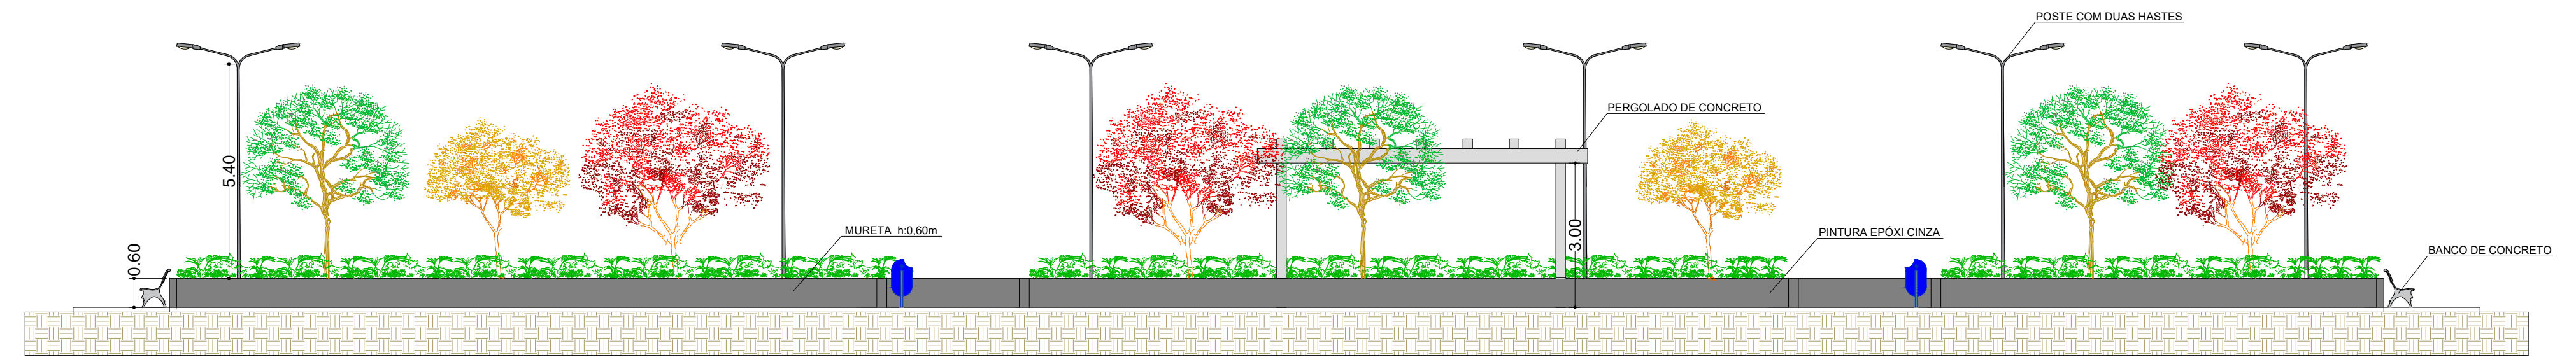 POSTE COM DUAS HASTES
PERGOLADO DE CONCRETO
5.40
MURETA h:0,60m
3.00
PINTURA EPÓXI CINZA
0.60
BANCO DE CONCRETO